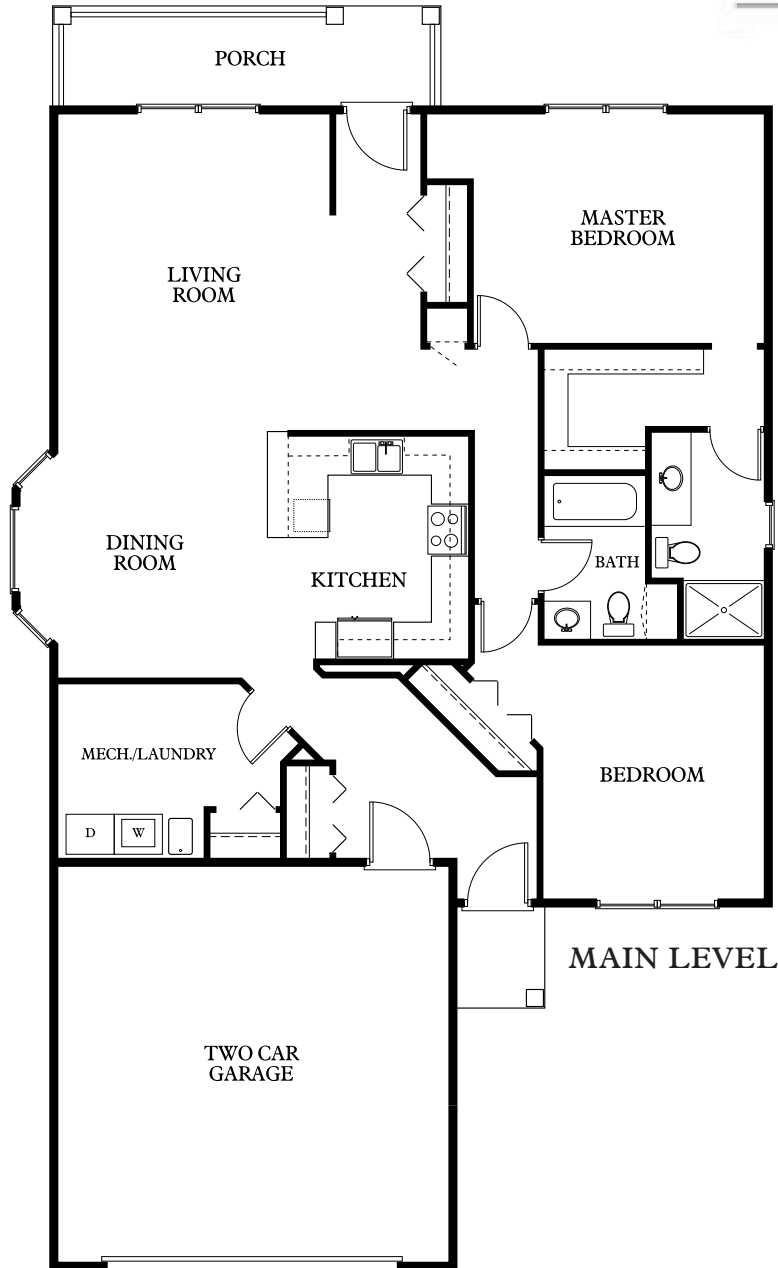 PORCH
MASTER
BEDROOM
LIVING
ROOM
DINING
ROOM
BATH
KITCHEN
MECH./LAUNDRY
BEDROOM
D
W
MAIN LEVEL
TWO CAR
GARAGE